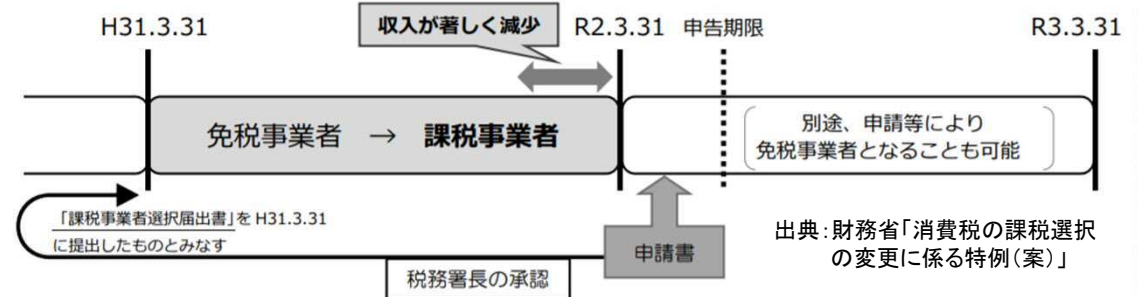 H31.3.31
収入が著しく減少
R2.3.31
申告期限
R3.3.31
免税事業者 → 課税事業者
別途、申請等により
免税事業者となることも可能
「課税事業者選択届出書」を H31.3.31
に提出したものとみなす
申請書
税務署長の承認
出典：財務省「消費税の課税選択
の変更に係る特例（案）」